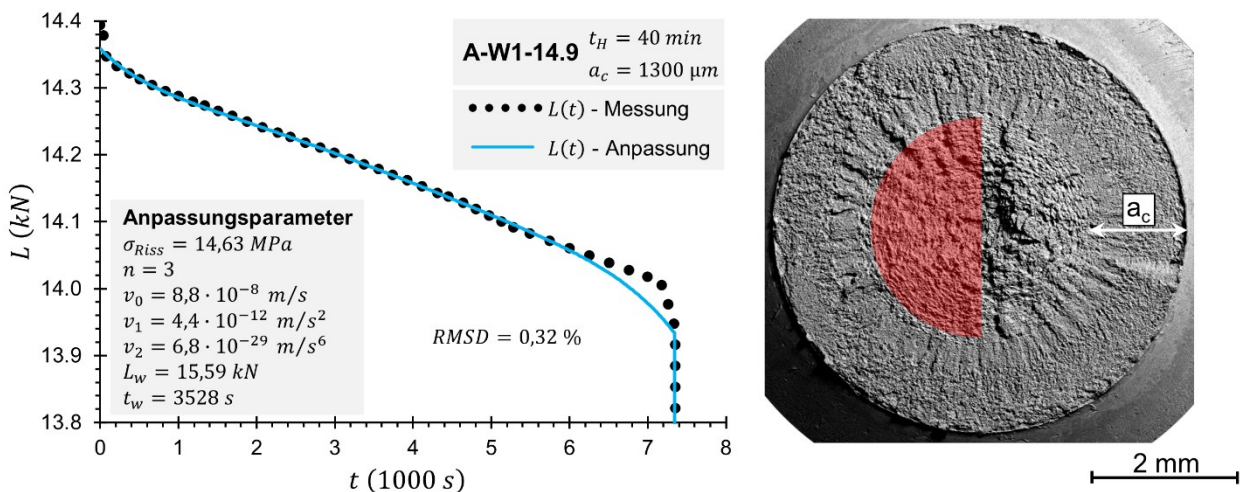 14.4
14.3
14.2
14.1
14.0
13.9
13.8
L (kN)
0 1 2 3 4 5 6 7 8
t (1000 s)
A-W1-14.9
t_H = 40 min
a_c = 1300 µm
L(t) - Messung
L(t) - Anpassung
Anpassungsparameter
σ_Riss = 14,63 MPa
n = 3
v_0 = 8,8 · 10^−8 m/s
v_1 = 4,4 · 10^−12 m/s^2
v_2 = 6,8 · 10^−29 m/s^6
L_w = 15,59 kN
t_w = 3528 s
RMSD = 0,32 %
a_c
2 mm